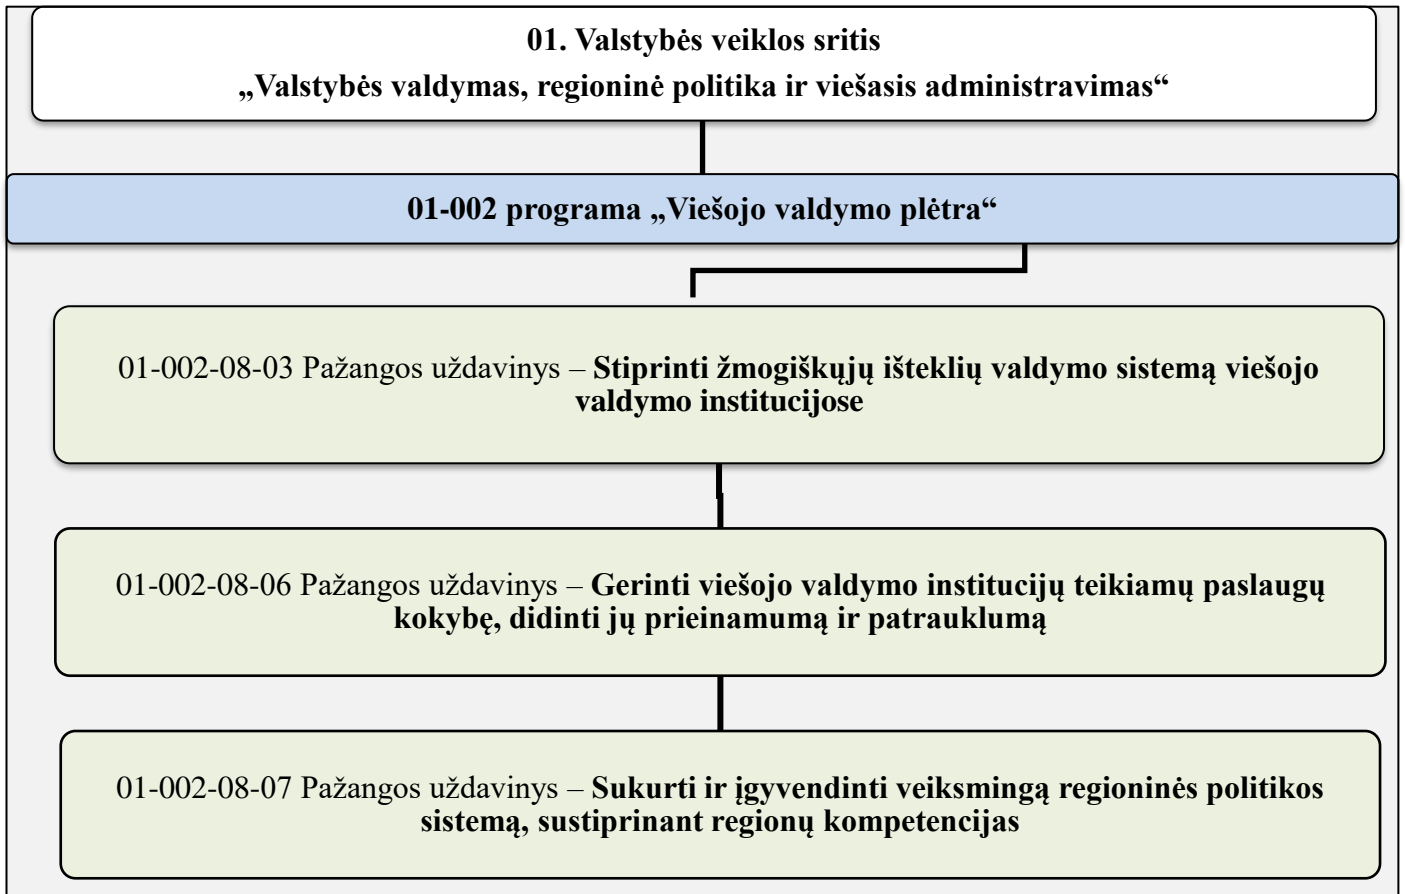 01. Valstybės veiklos sritis
„Valstybės valdymas, regioninė politika ir viešasis administravimas“
01-002 programa „Viešojo valdymo plėtra“
01-002-08-03 Pažangos uždavinys – Stiprinti žmogiškųjų išteklių valdymo sistemą viešojo
valdymo institucijose
01-002-08-06 Pažangos uždavinys – Gerinti viešojo valdymo institucijų teikiamų paslaugų
kokybę, didinti jų prieinamumą ir patrauklumą
01-002-08-07 Pažangos uždavinys – Sukurti ir įgyvendinti veiksmingą regioninės politikos
sistemą, sustiprinant regionų kompetencijas